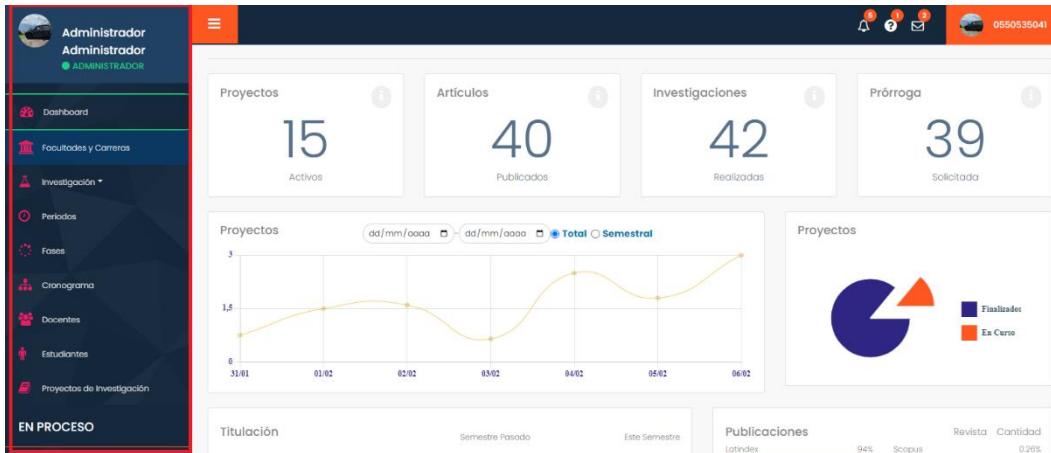 Administrador
Administrador
ADMINISTRADOR
Dashboard
Facultades y Carreras
Investigación
Periodos
Fases
Cronograma
Docentes
Estudiantes
Proyectos de Investigación
EN PROCESO
5 1 2
0550535041
Proyectos
15
Activos
Artículos
40
Publicados
Investigaciones
42
Realizadas
Prórroga
39
Solicitada
Proyectos dd/mm/aaaa - dd/mm/aaaa Total Semestral
3
1,5
0
31/01 01/02 02/02 03/02 04/02 05/02 06/02
Proyectos
Finalizados
En Curso
Titulación Semestre Pasado Este Semestre
Publicaciones Revista Cantidad
Latindex 94% Scopus 0.26%